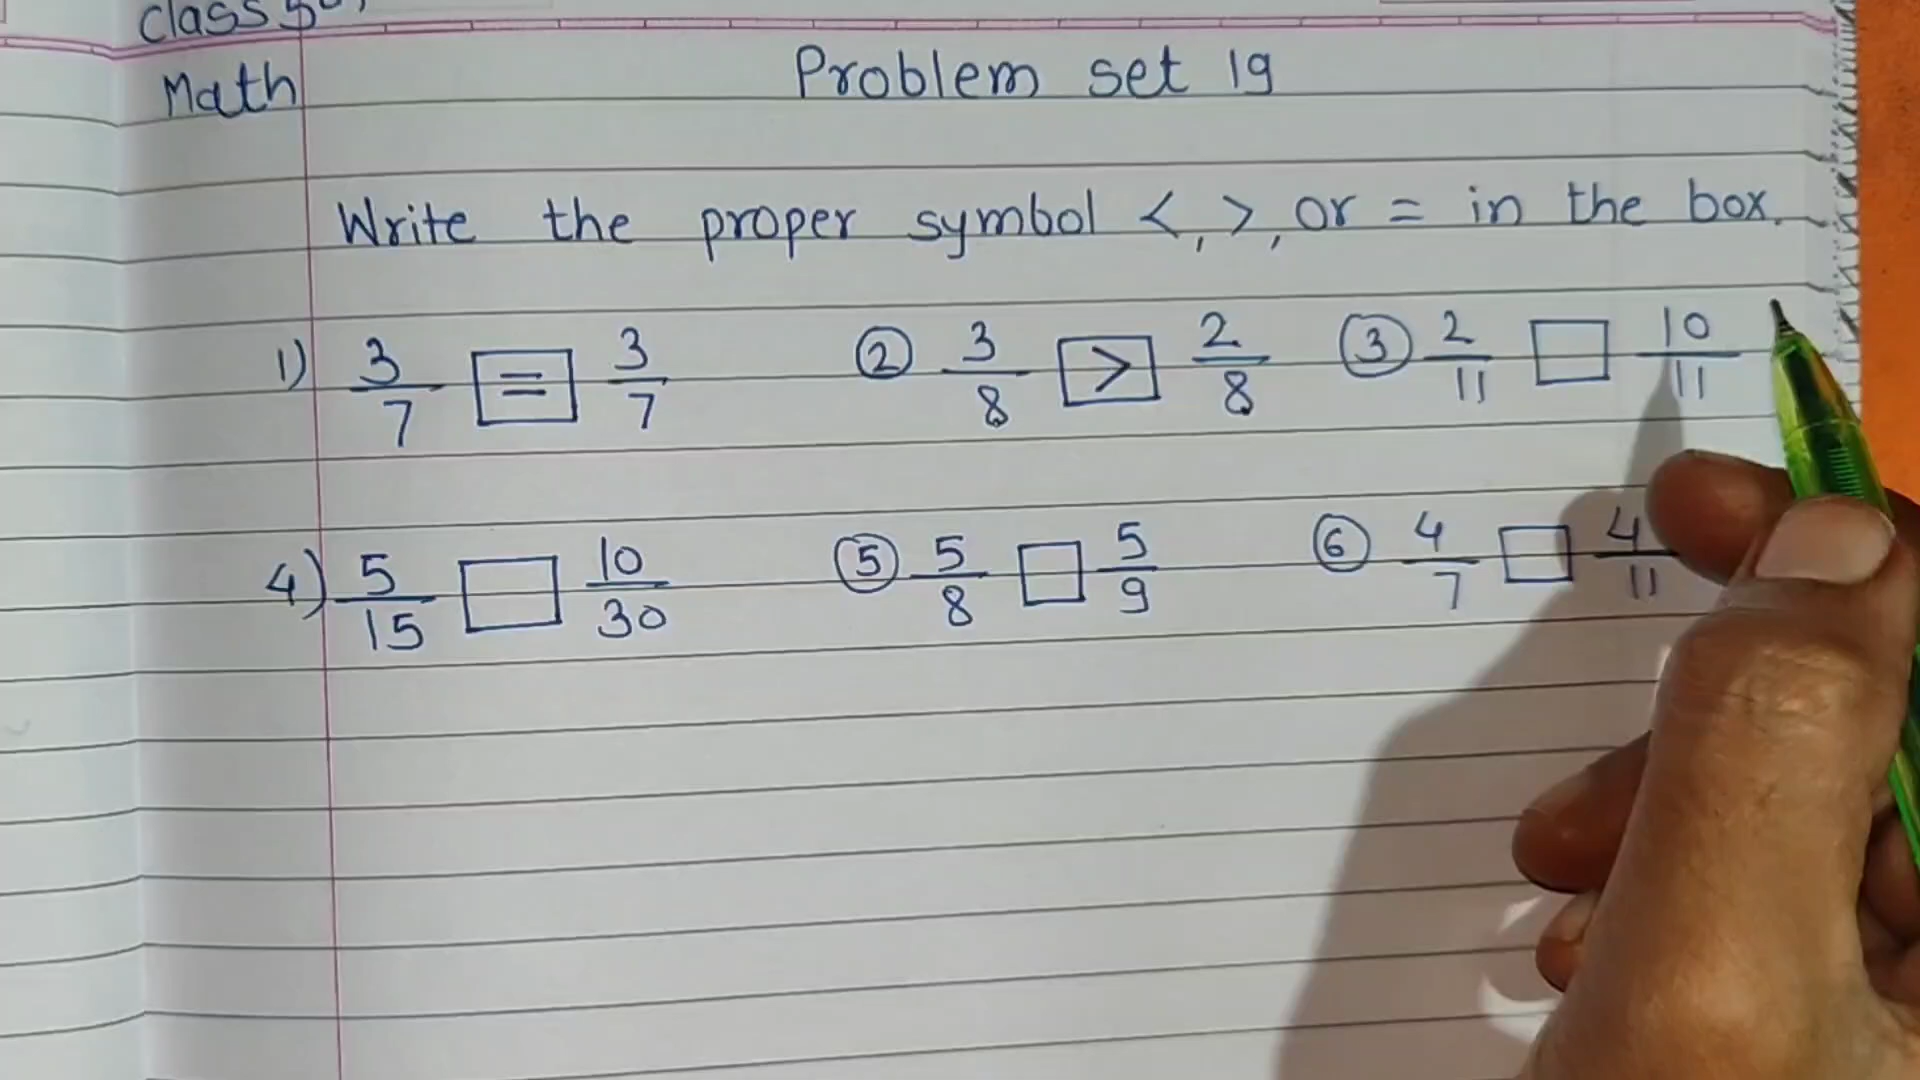 class 5
Math
Problem set 19
Write the proper symbol <, >, or = in the box.
1) 3/7 = 3/7 ② 3/8 > 2/8 ③ 2/11 □ 10/11
4) 5/15 □ 10/30 ⑤ 5/8 □ 5/9 ⑥ 4/7 □ 4/11